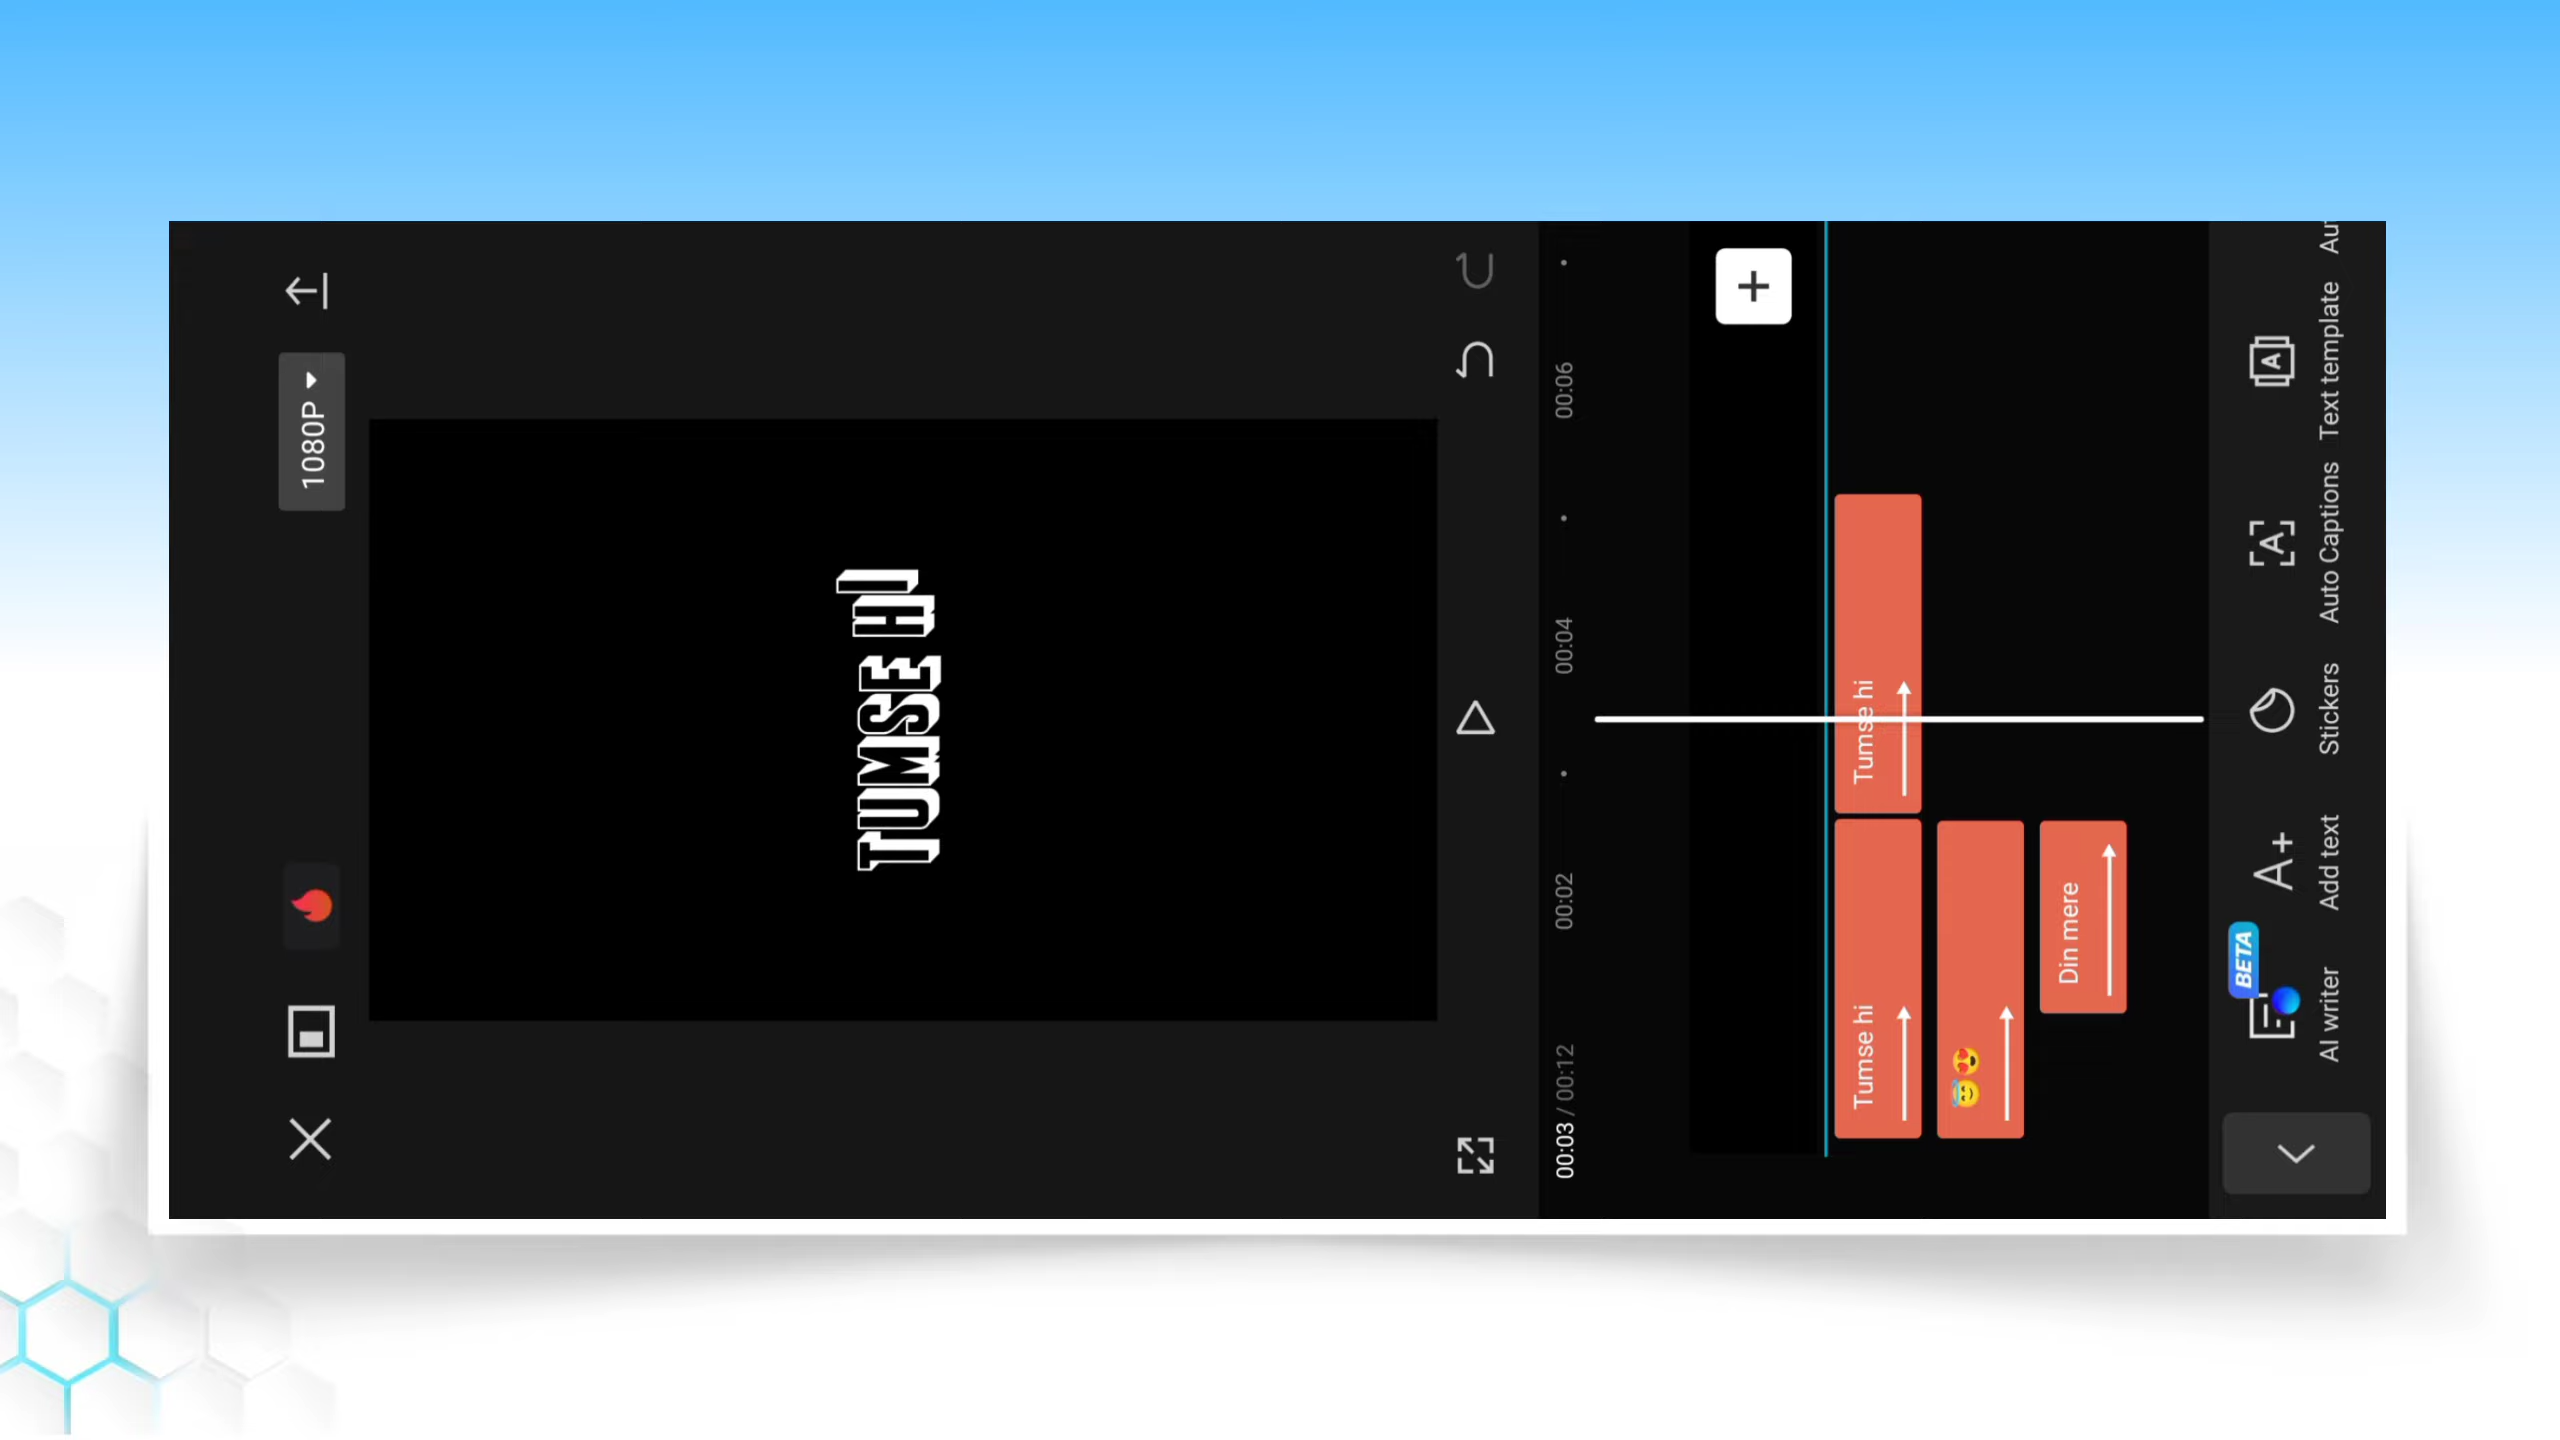 1080P
TUMSE HI
00:03 / 00:12
00:02
00:04
00:06
Tumse hi
Tumse hi
😇😍
Din mere
BETA
AI writer
Add text
Stickers
Auto Captions
Text template
Au